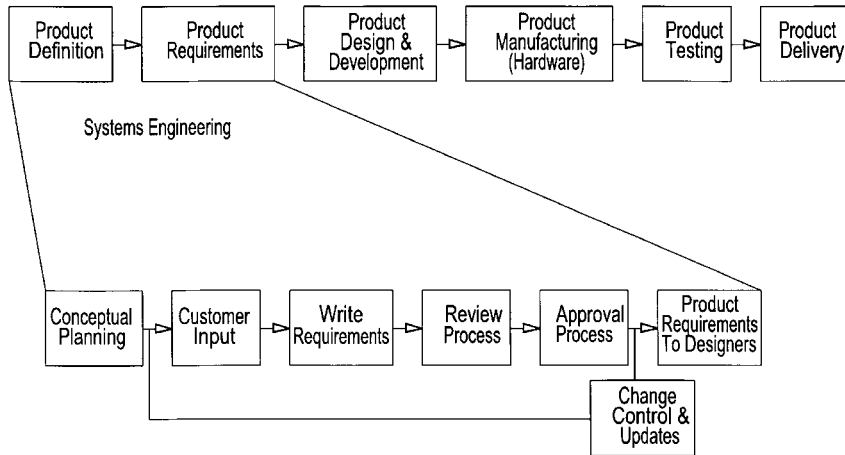 Product
Definition
Product
Requirements
Product
Design &
Development
Product
Manufacturing
(Hardware)
Product
Testing
Product
Delivery
Systems Engineering
Conceptual
Planning
Customer
Input
Write
Requirements
Review
Process
Approval
Process
Product
Requirements
To Designers
Change
Control &
Updates